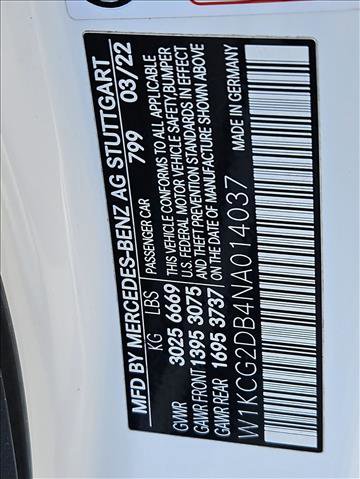 MFD BY MERCEDES-BENZ AG STUTTGART
799 03/22
KG LBS PASSENGER CAR
GVWR 3025 6669 THIS VEHICLE CONFORMS TO ALL APPLICABLE
GAWR FRONT 1395 3075 U.S. FEDERAL MOTOR VEHICLE SAFETY, BUMPER
GAWR REAR 1695 3737 AND THEFT PREVENTION STANDARDS IN EFFECT
ON THE DATE OF MANUFACTURE SHOWN ABOVE
MADE IN GERMANY
W1KCG2DB4NA014037